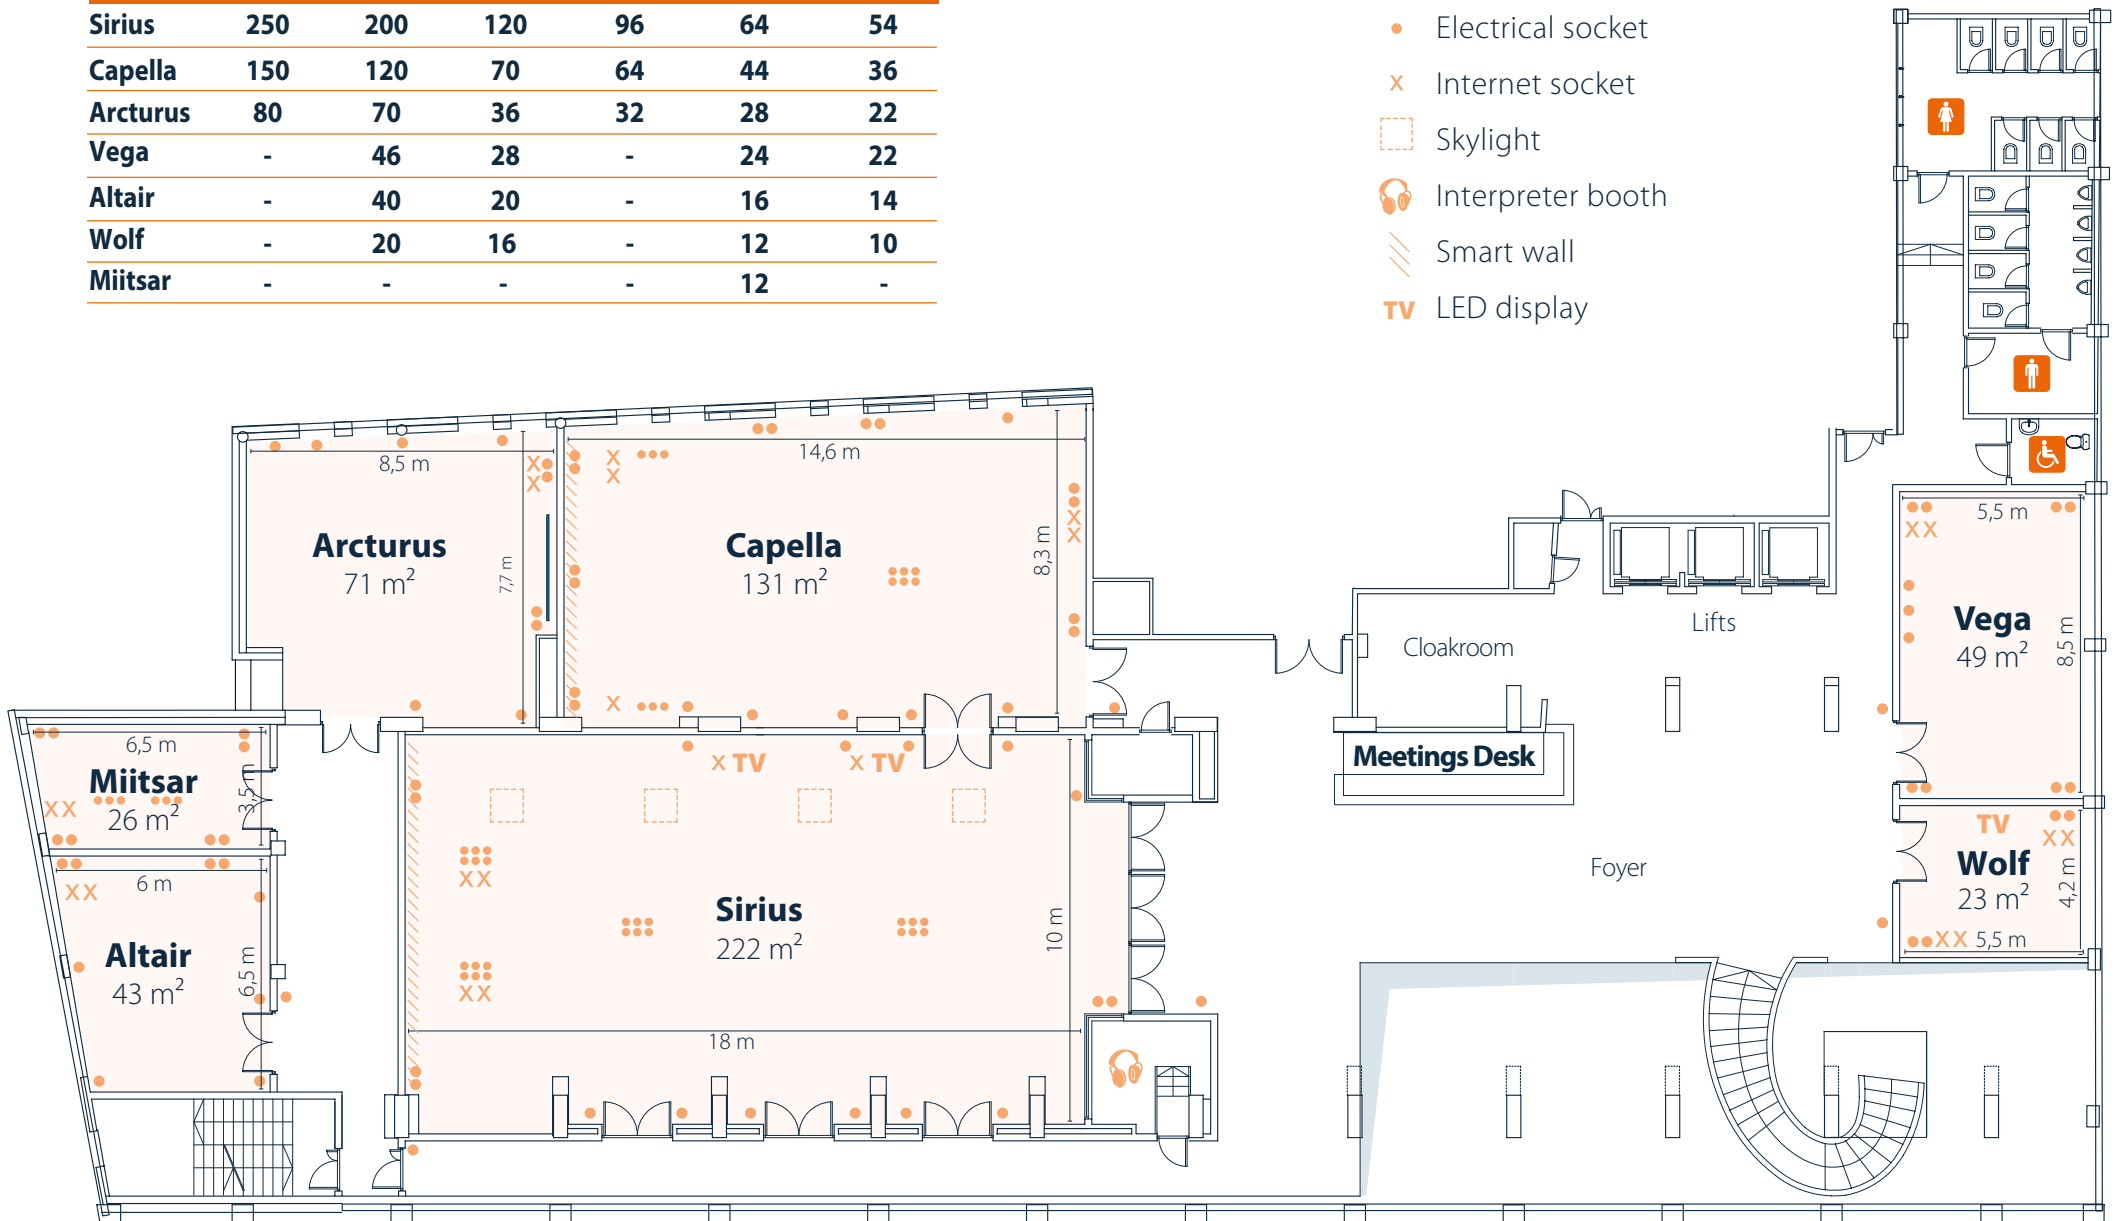 Sirius 250 200 120 96 64 54
Capella 150 120 70 64 44 36
Arcturus 80 70 36 32 28 22
Vega - 46 28 - 24 22
Altair - 40 20 - 16 14
Wolf - 20 16 - 12 10
Miitsar - - - - 12 -
Electrical socket
x Internet socket
Skylight
Interpreter booth
Smart wall
TV LED display
8,5 m
Arcturus
71 m²
7,7 m
X
X
14,6 m
Capella
131 m²
8,3 m
X
X
X
X
X
6,5 m
Miitsar
26 m²
3,5 m
X X
6 m
X X
Altair
43 m²
6,5 m
x TV
x TV
X X
Sirius
222 m²
X X
10 m
18 m
Cloakroom
Lifts
Meetings Desk
Foyer
5,5 m
X X
Vega
49 m²
8,5 m
TV
X X
Wolf
23 m²
4,2 m
X X 5,5 m